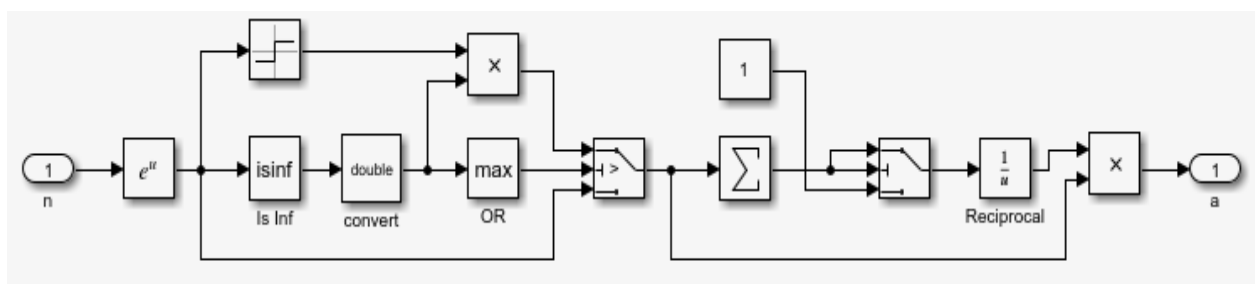 ×
1
1
n
e^u
isinf
Is Inf
double
convert
max
OR
>
∑
1
u
Reciprocal
×
1
a